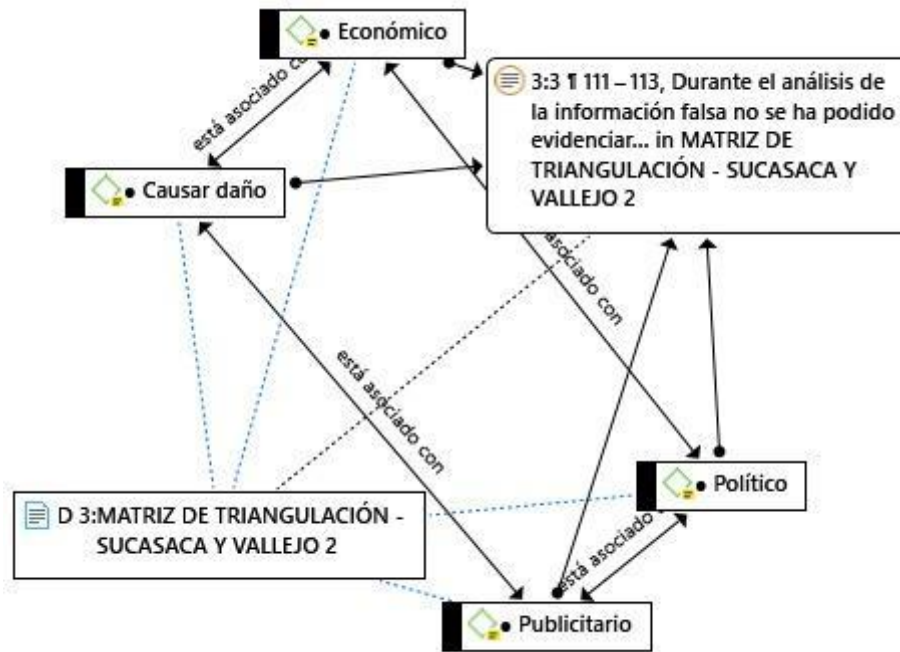 • Económico
está asociado co
3:3 ¶ 111 – 113, Durante el análisis de
la información falsa no se ha podido
evidenciar... in MATRIZ DE
TRIANGULACIÓN - SUCASACA Y
VALLEJO 2
• Causar daño
asociado con
está asociado con
• Político
D 3:MATRIZ DE TRIANGULACIÓN -
SUCASACA Y VALLEJO 2
está asociado
• Publicitario